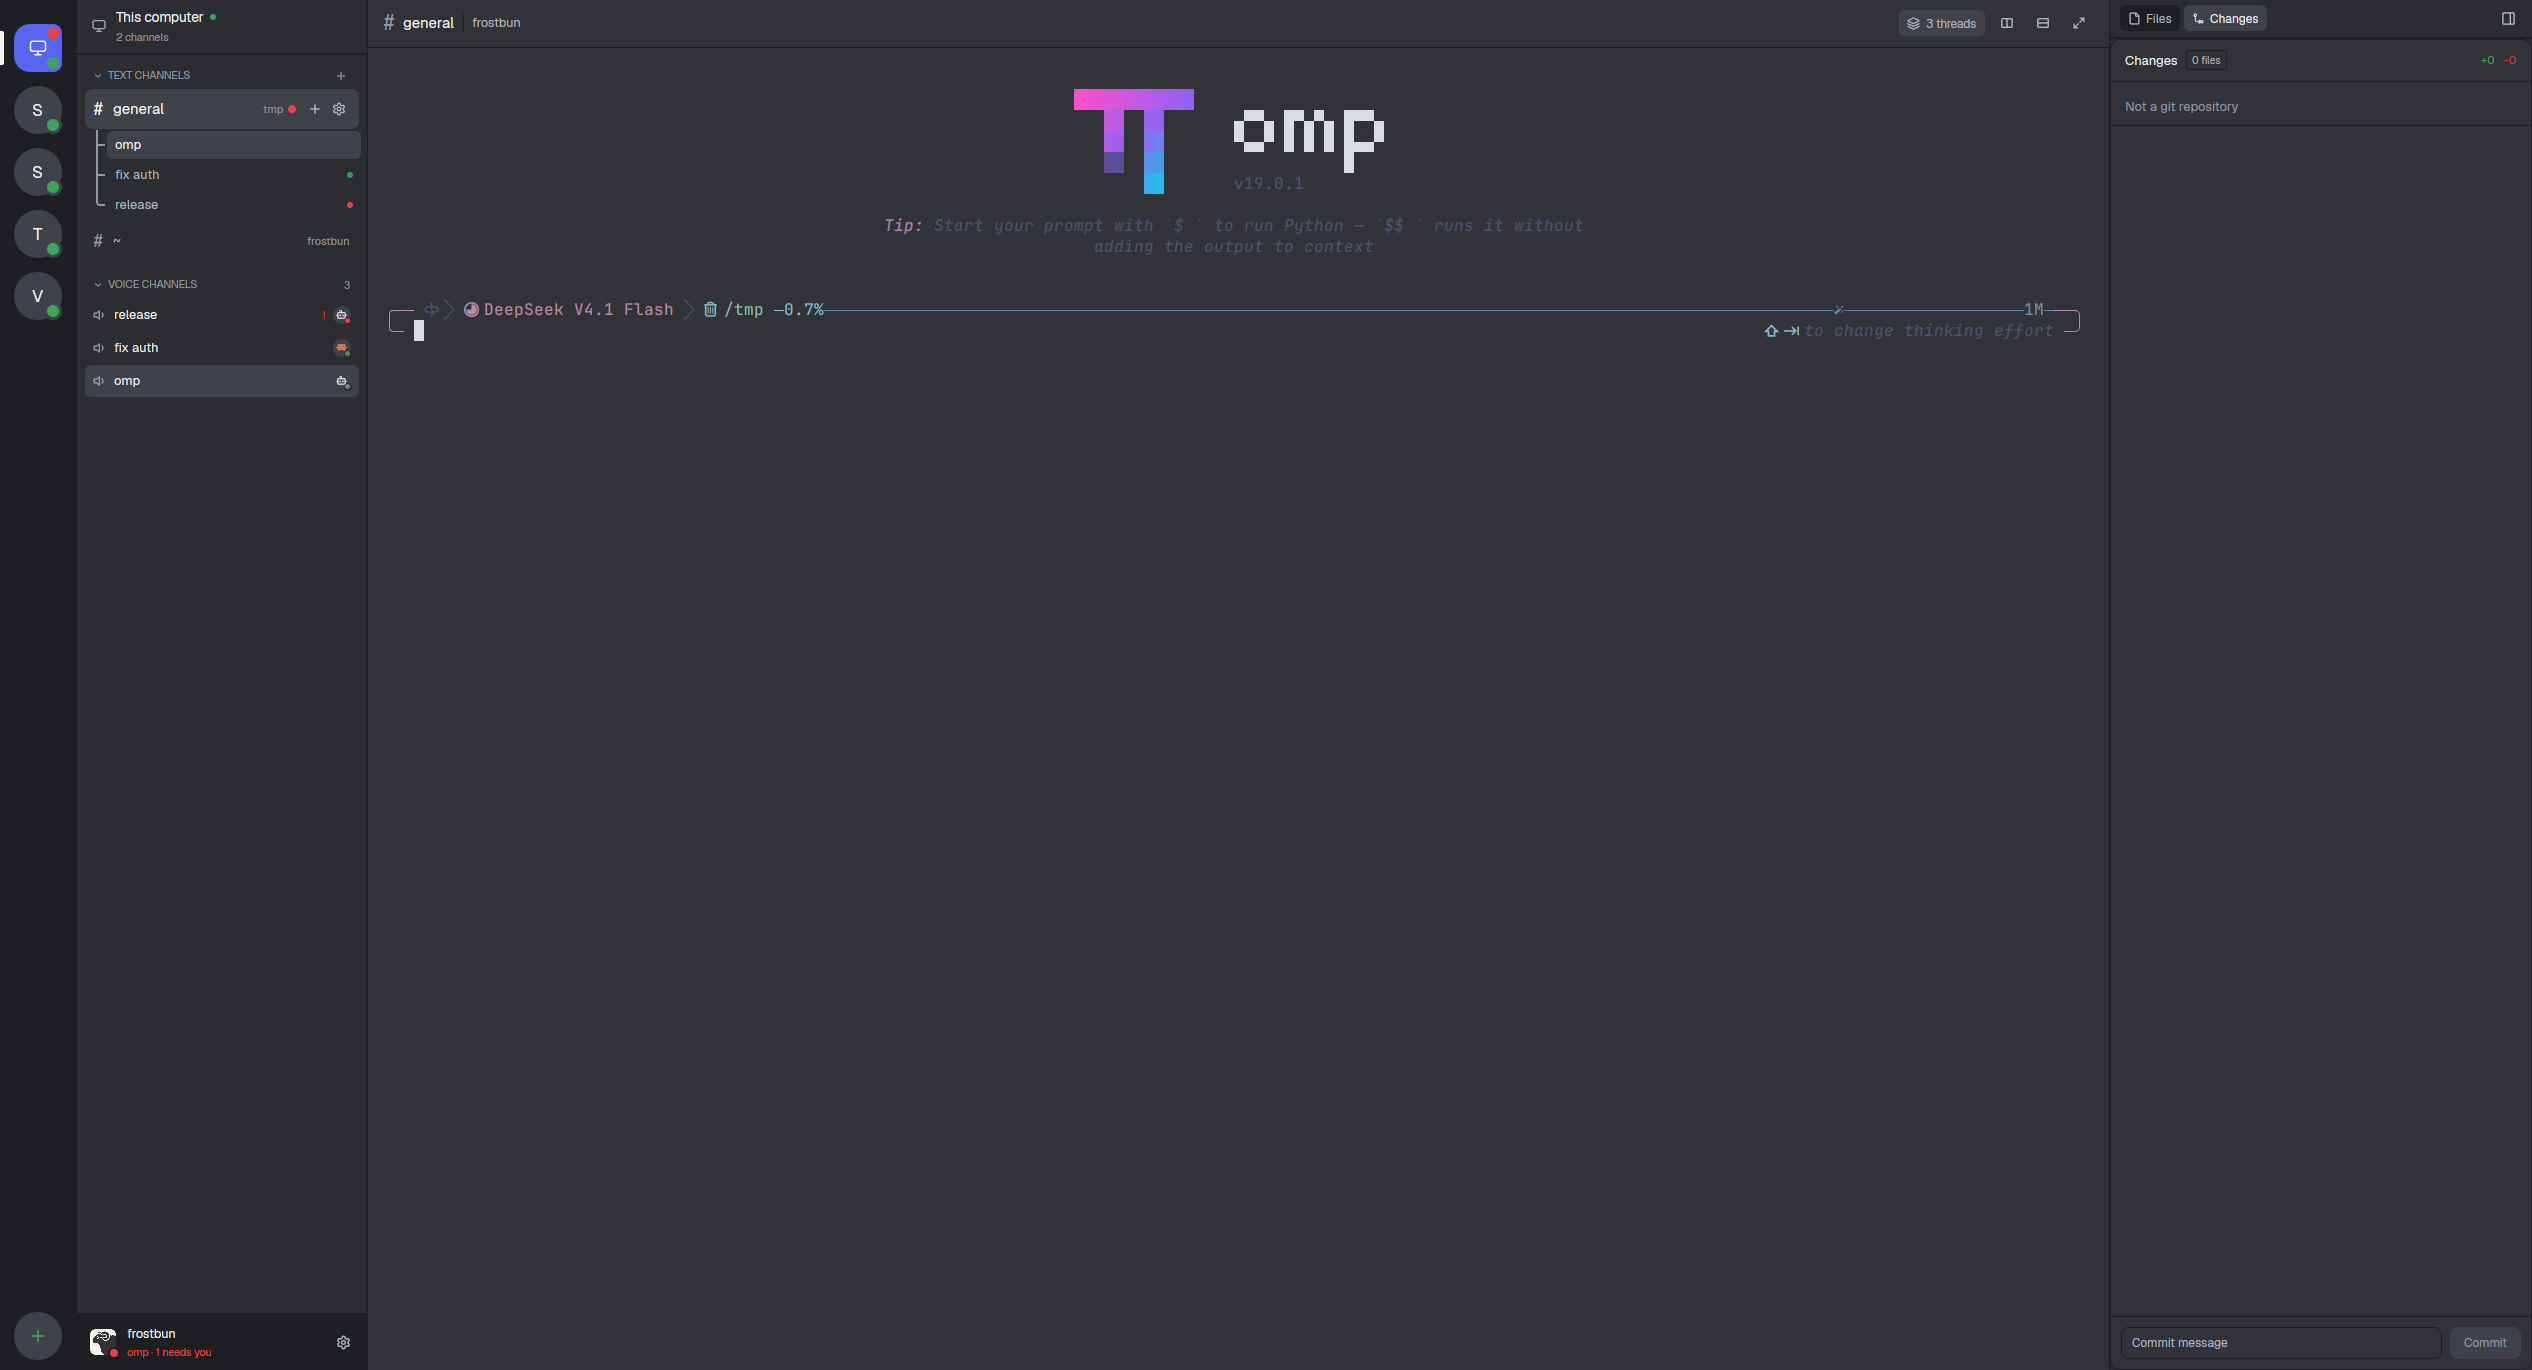 This computer
2 channels
S
S
T
V
TEXT CHANNELS
# general tmp
omp
fix auth
release
# ~ frostbun
VOICE CHANNELS 3
release !
fix auth
omp
frostbun
omp · 1 needs you
# general frostbun
3 threads
omp
v19.0.1
Tip: Start your prompt with `$ ` to run Python — `$$ ` runs it without
adding the output to context
DeepSeek V4.1 Flash /tmp —0.7% 1M
to change thinking effort
Files Changes
Changes 0 files +0 −0
Not a git repository
Commit message Commit